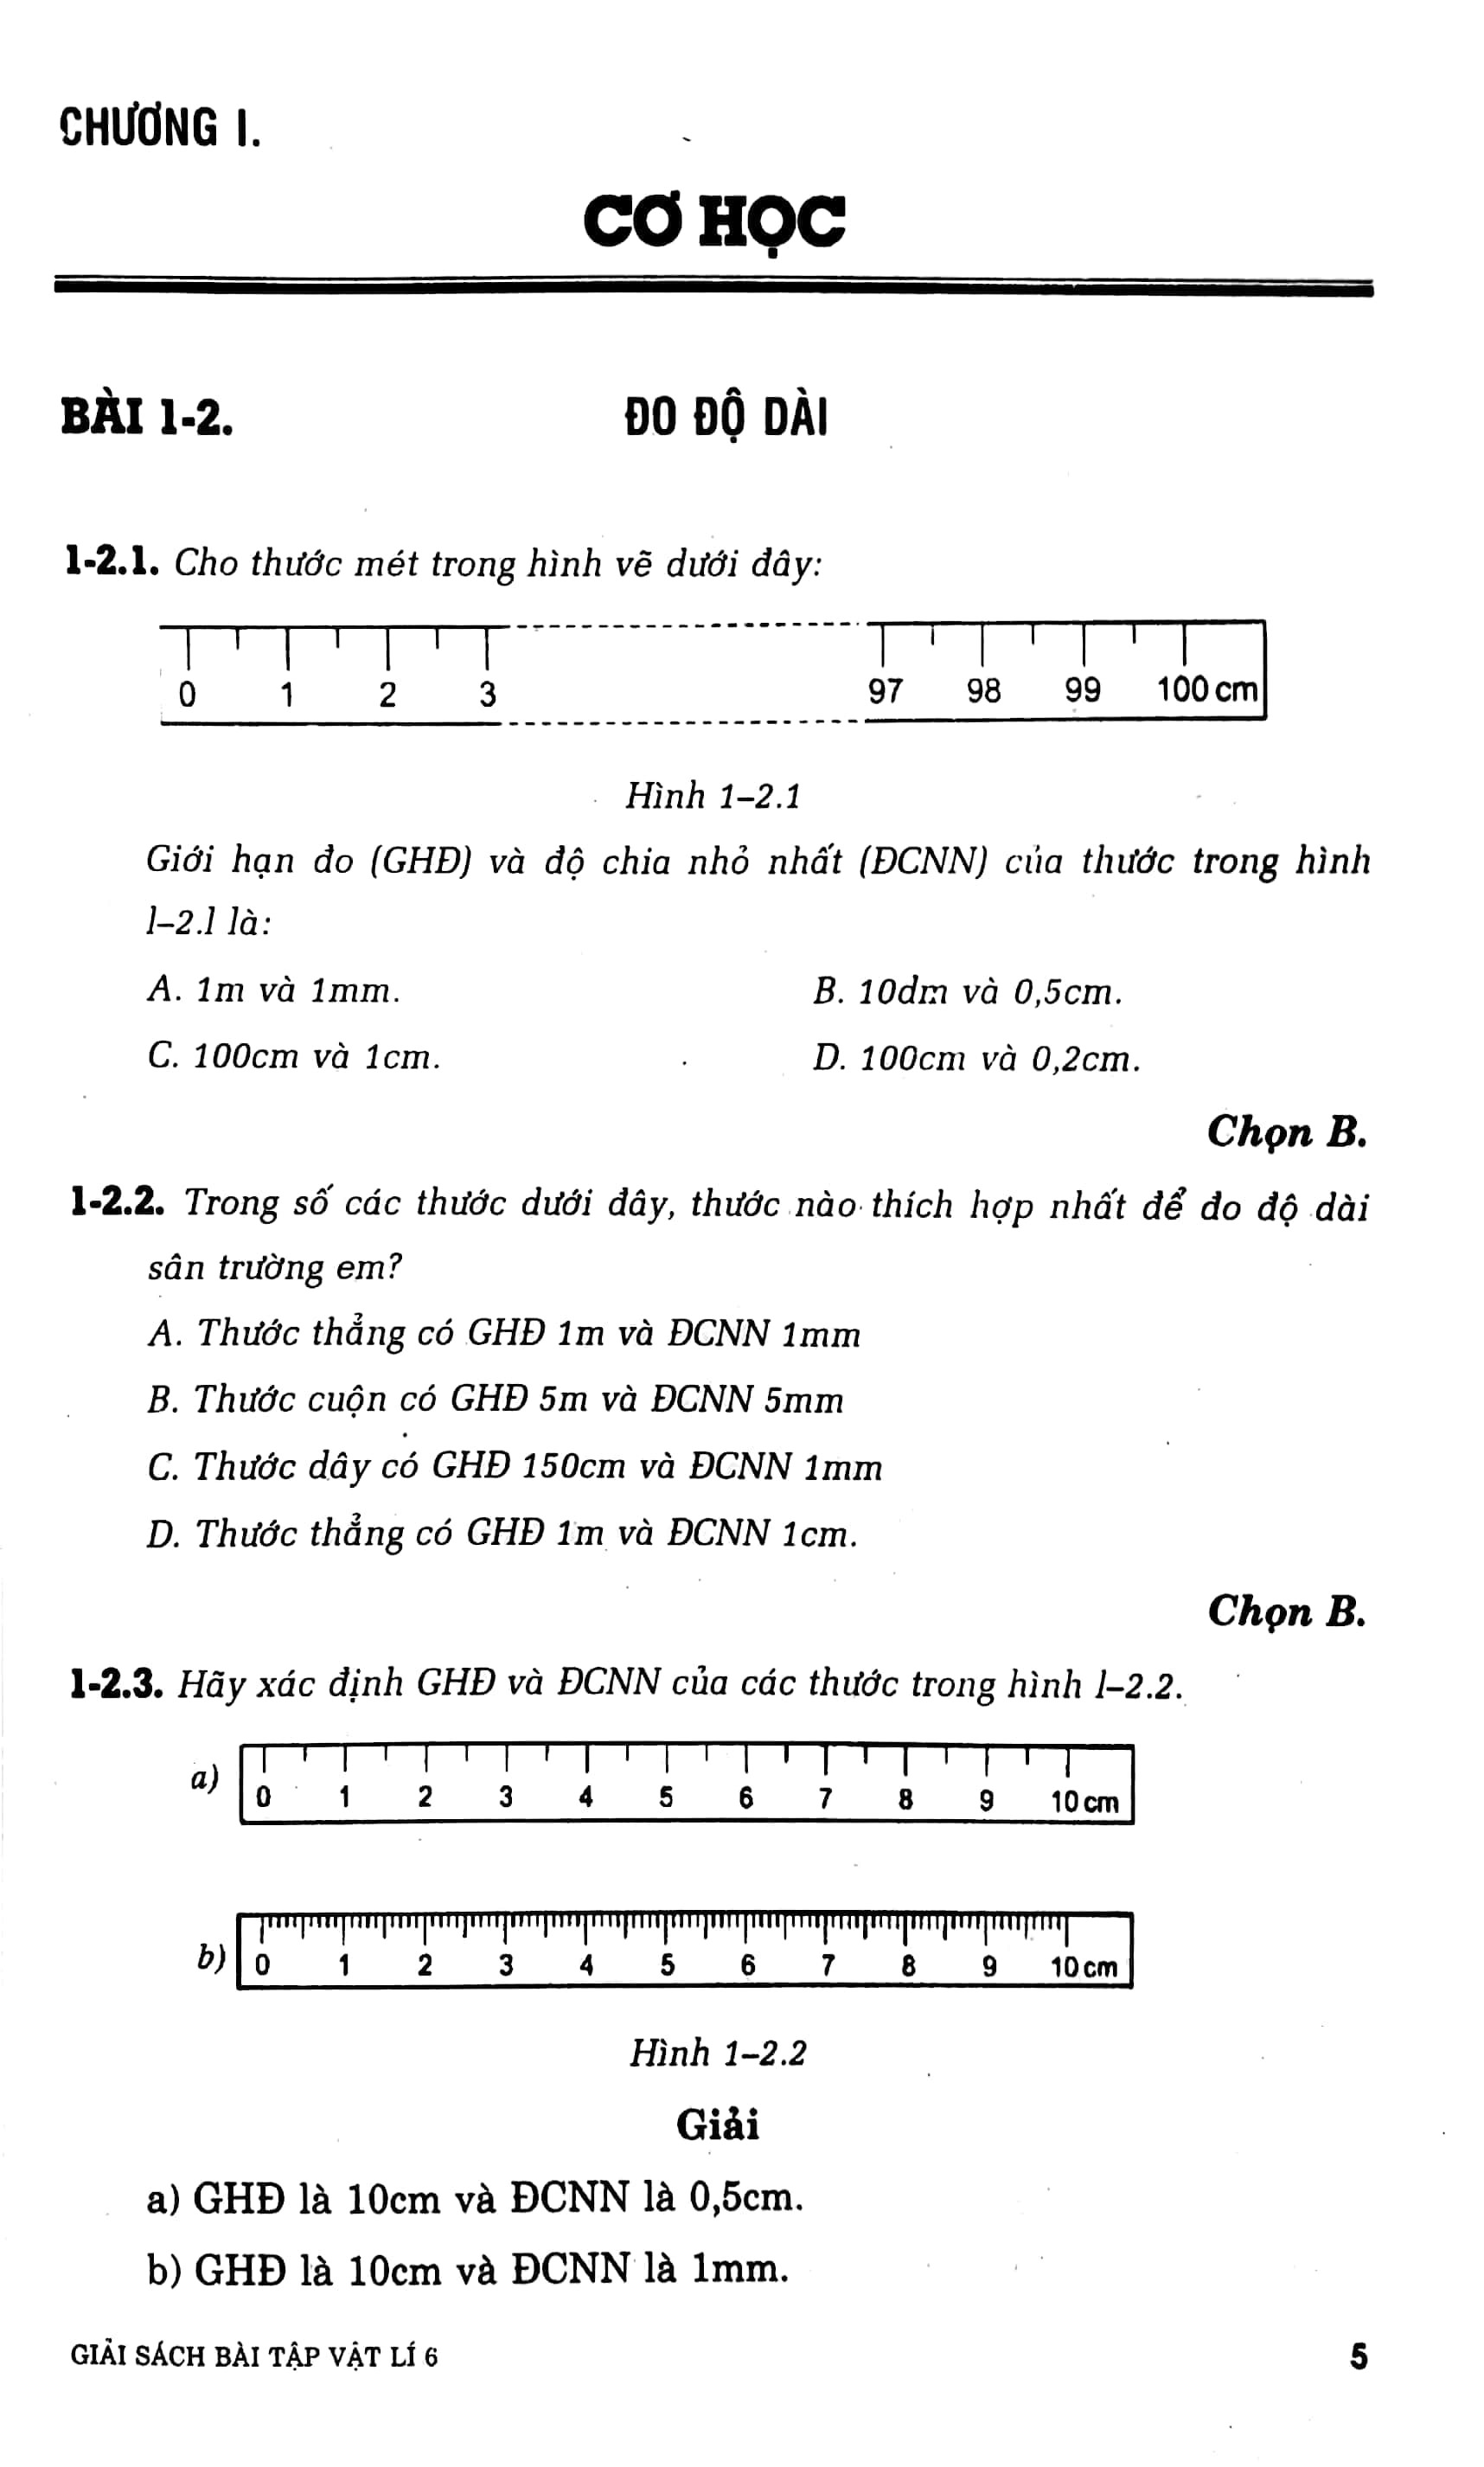 CHƯƠNG I.
CƠ HỌC
BÀI 1-2. ĐO ĐỘ DÀI
1-2.1. Cho thước mét trong hình vẽ dưới đây:
0 1 2 3 97 98 99 100 cm
Hình 1–2.1
Giới hạn đo (GHĐ) và độ chia nhỏ nhất (ĐCNN) của thước trong hình
l–2.l là:
A. 1m và 1mm. B. 10dm và 0,5cm.
C. 100cm và 1cm. D. 100cm và 0,2cm.
Chọn B.
1-2.2. Trong số các thước dưới đây, thước nào thích hợp nhất để đo độ dài
sân trường em?
A. Thước thẳng có GHĐ 1m và ĐCNN 1mm
B. Thước cuộn có GHĐ 5m và ĐCNN 5mm
C. Thước dây có GHĐ 150cm và ĐCNN 1mm
D. Thước thẳng có GHĐ 1m và ĐCNN 1cm.
Chọn B.
1-2.3. Hãy xác định GHĐ và ĐCNN của các thước trong hình l–2.2.
a) 0 1 2 3 4 5 6 7 8 9 10 cm
b) 0 1 2 3 4 5 6 7 8 9 10 cm
Hình 1–2.2
Giải
a) GHĐ là 10cm và ĐCNN là 0,5cm.
b) GHĐ là 10cm và ĐCNN là 1mm.
GIẢI SÁCH BÀI TẬP VẬT LÍ 6 5